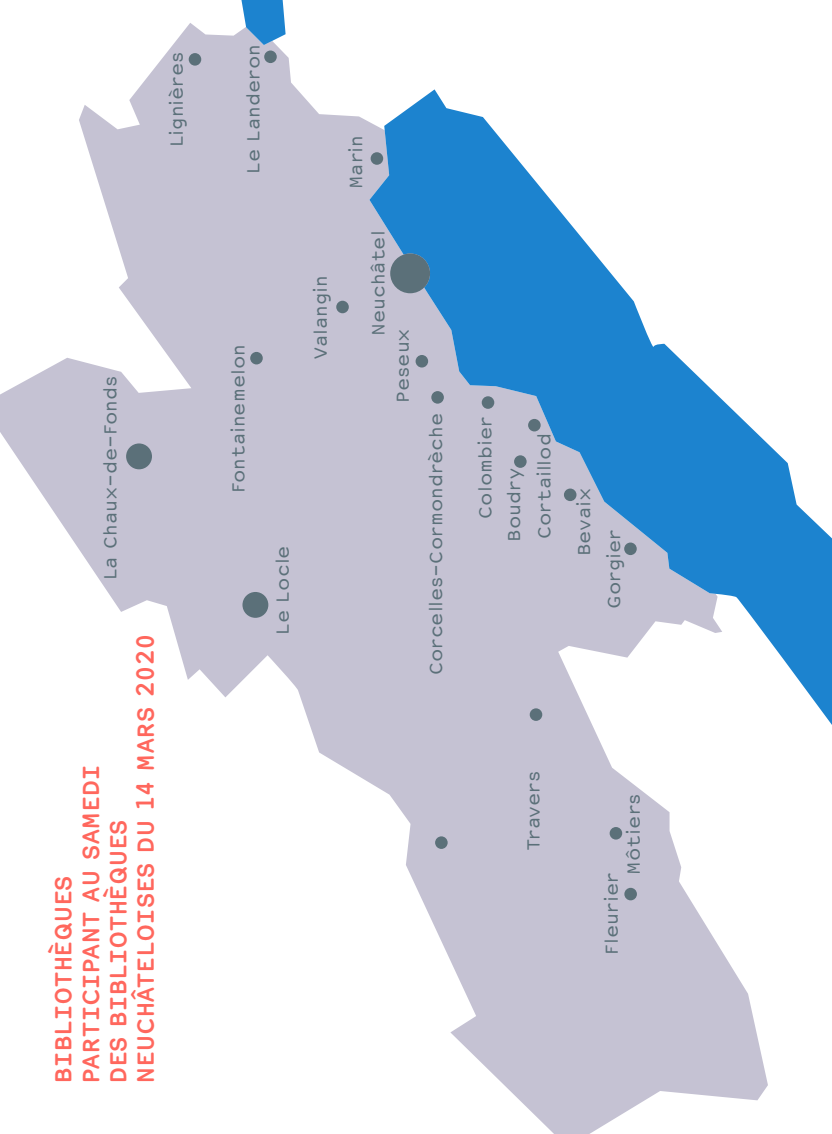 BIBLIOTHÈQUES
PARTICIPANT AU SAMEDI
DES BIBLIOTHÈQUES
NEUCHÂTELOISES DU 14 MARS 2020
La Chaux-de-Fonds
Lignières
Fontainemelon
Le Landeron
Le Locle
Valangin
Marin
Neuchâtel
Peseux
Corcelles-Cormondrèche
Colombier
Boudry
Travers
Cortaillod
Bevaix
Gorgier
Fleurier
Môtiers